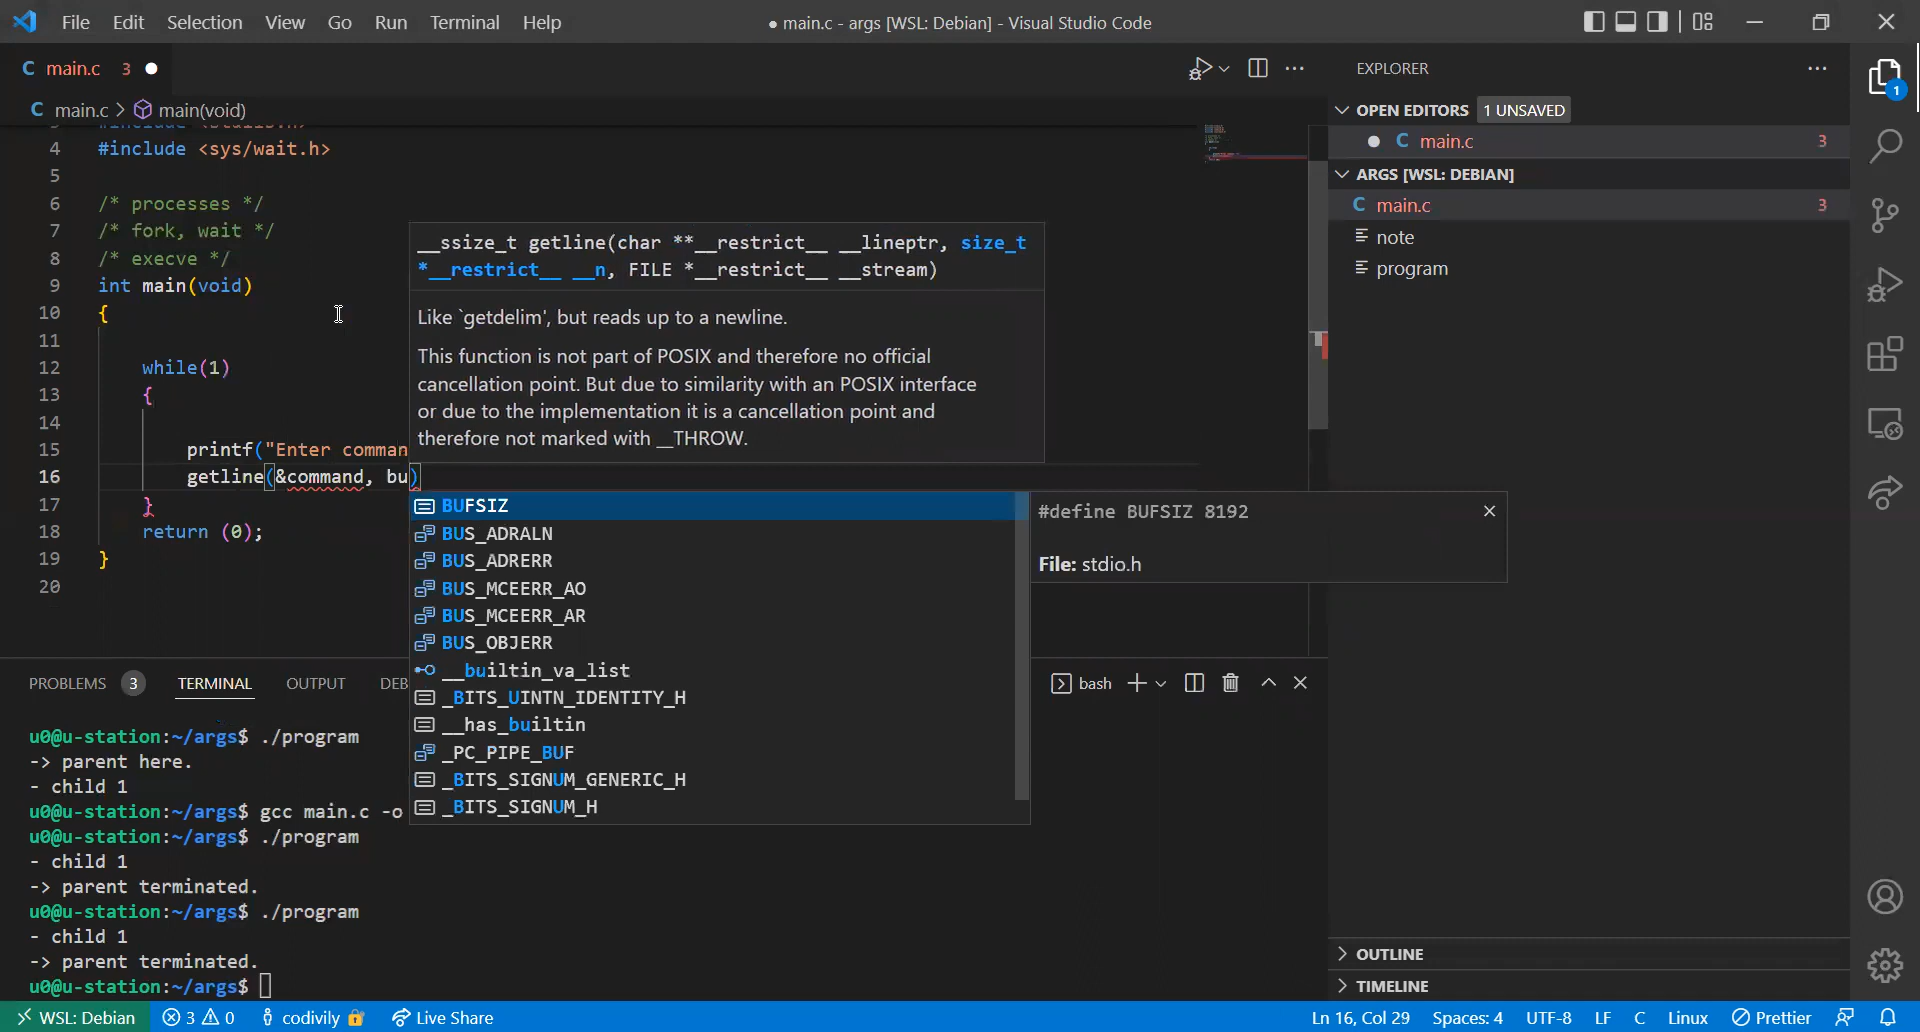 File Edit Selection View Go Run Terminal Help
● main.c - args [WSL: Debian] - Visual Studio Code
C main.c 3 ●
C main.c > main(void)
4 #include <sys/wait.h>
5
6 /* processes */
7 /* fork, wait */
8 /* execve */
9 int main(void)
10 {
11
12 while(1)
13 {
14
15 printf("Enter comman
16 getline(&command, bu)
17 }
18 return (0);
19 }
20
__ssize_t getline(char **__restrict__ __lineptr, size_t
*__restrict__ __n, FILE *__restrict__ __stream)
Like `getdelim', but reads up to a newline.
This function is not part of POSIX and therefore no official
cancellation point. But due to similarity with an POSIX interface
or due to the implementation it is a cancellation point and
therefore not marked with __THROW.
BUFSIZ
BUS_ADRALN
BUS_ADRERR
BUS_MCEERR_AO
BUS_MCEERR_AR
BUS_OBJERR
__builtin_va_list
_BITS_UINTN_IDENTITY_H
__has_builtin
_PC_PIPE_BUF
_BITS_SIGNUM_GENERIC_H
_BITS_SIGNUM_H
#define BUFSIZ 8192
File: stdio.h
PROBLEMS 3 TERMINAL OUTPUT DEB
bash
u0@u-station:~/args$ ./program
-> parent here.
- child 1
u0@u-station:~/args$ gcc main.c -o
u0@u-station:~/args$ ./program
- child 1
-> parent terminated.
u0@u-station:~/args$ ./program
- child 1
-> parent terminated.
u0@u-station:~/args$
EXPLORER
OPEN EDITORS 1 UNSAVED
● C main.c 3
ARGS [WSL: DEBIAN]
C main.c 3
note
program
OUTLINE
TIMELINE
1
WSL: Debian 3 0 codivily Live Share
Ln 16, Col 29 Spaces: 4 UTF-8 LF C Linux Prettier